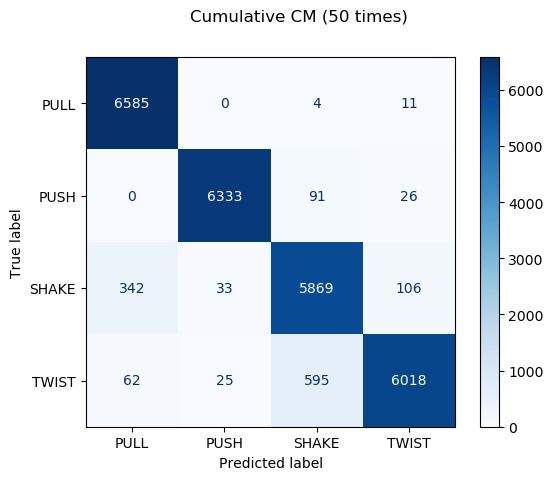 Cumulative CM (50 times)
PULL 6585 0 4 11
PUSH 0 6333 91 26
SHAKE 342 33 5869 106
TWIST 62 25 595 6018
PULL PUSH SHAKE TWIST
Predicted label
True label
6000
5000
4000
3000
2000
1000
0